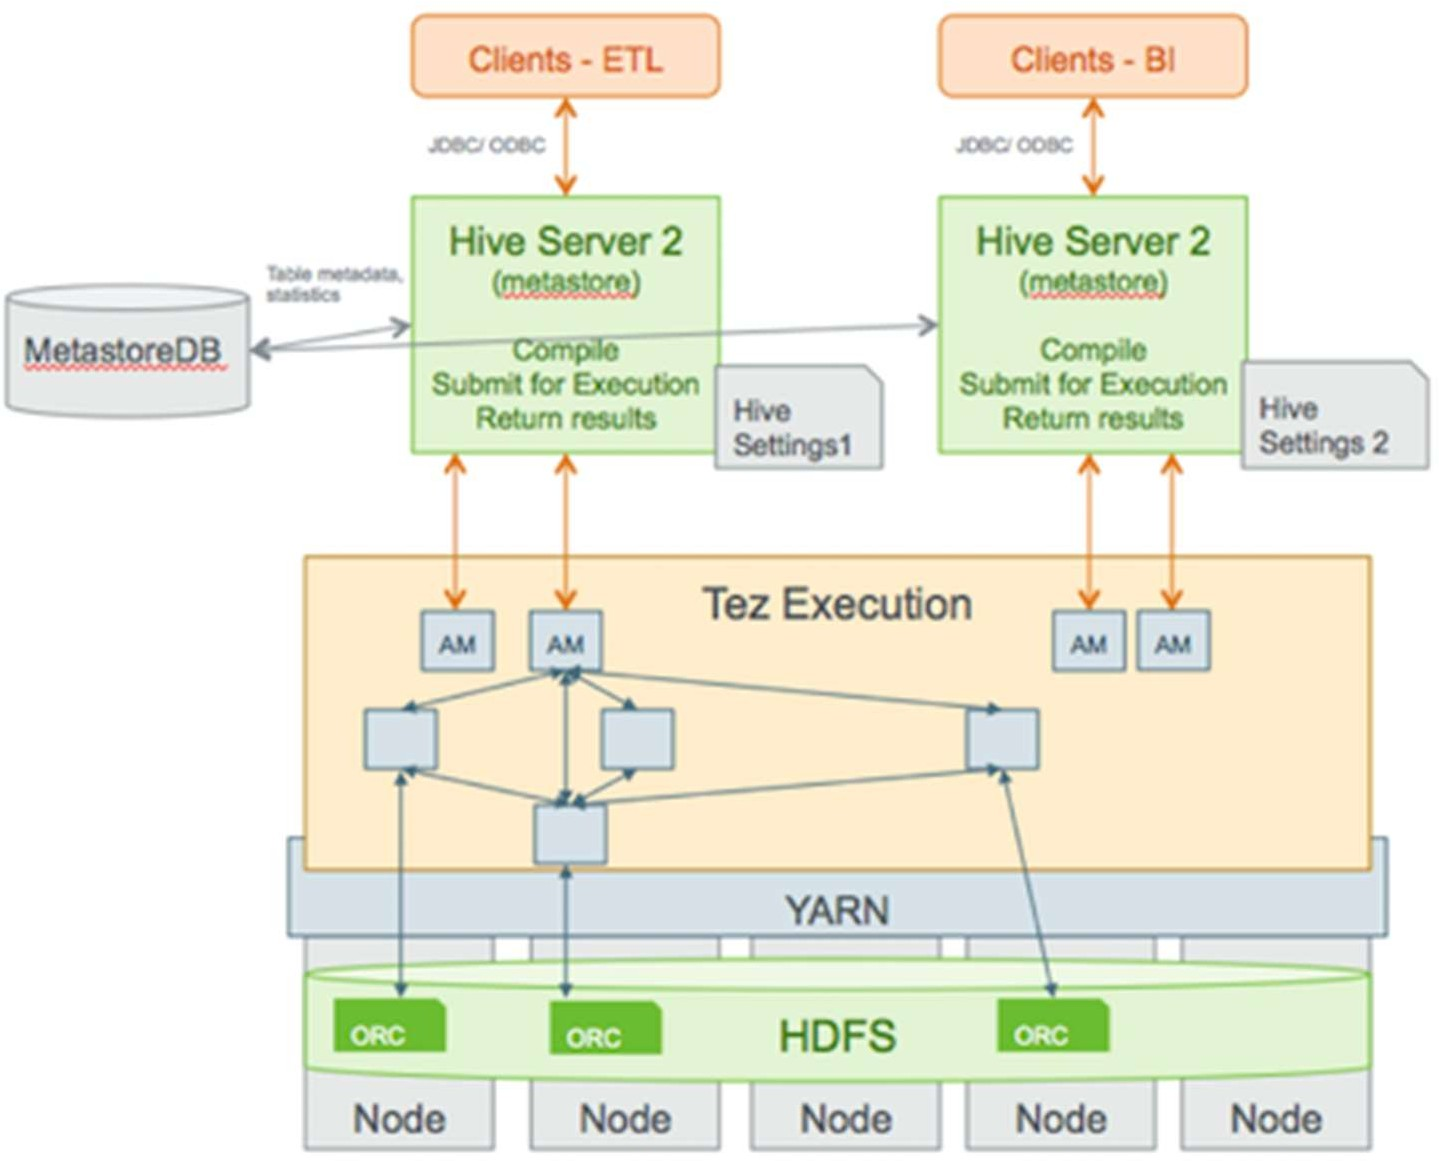 Clients - ETL
Clients - BI
JDBC/ ODBC
JDBC/ ODBC
Hive Server 2
(metastore)
Compile
Submit for Execution
Return results
Hive Server 2
(metastore)
Compile
Submit for Execution
Return results
Table metadata,
statistics
MetastoreDB
Hive
Settings1
Hive
Settings 2
Tez Execution
AM
AM
AM
AM
YARN
ORC
ORC
HDFS
ORC
Node
Node
Node
Node
Node